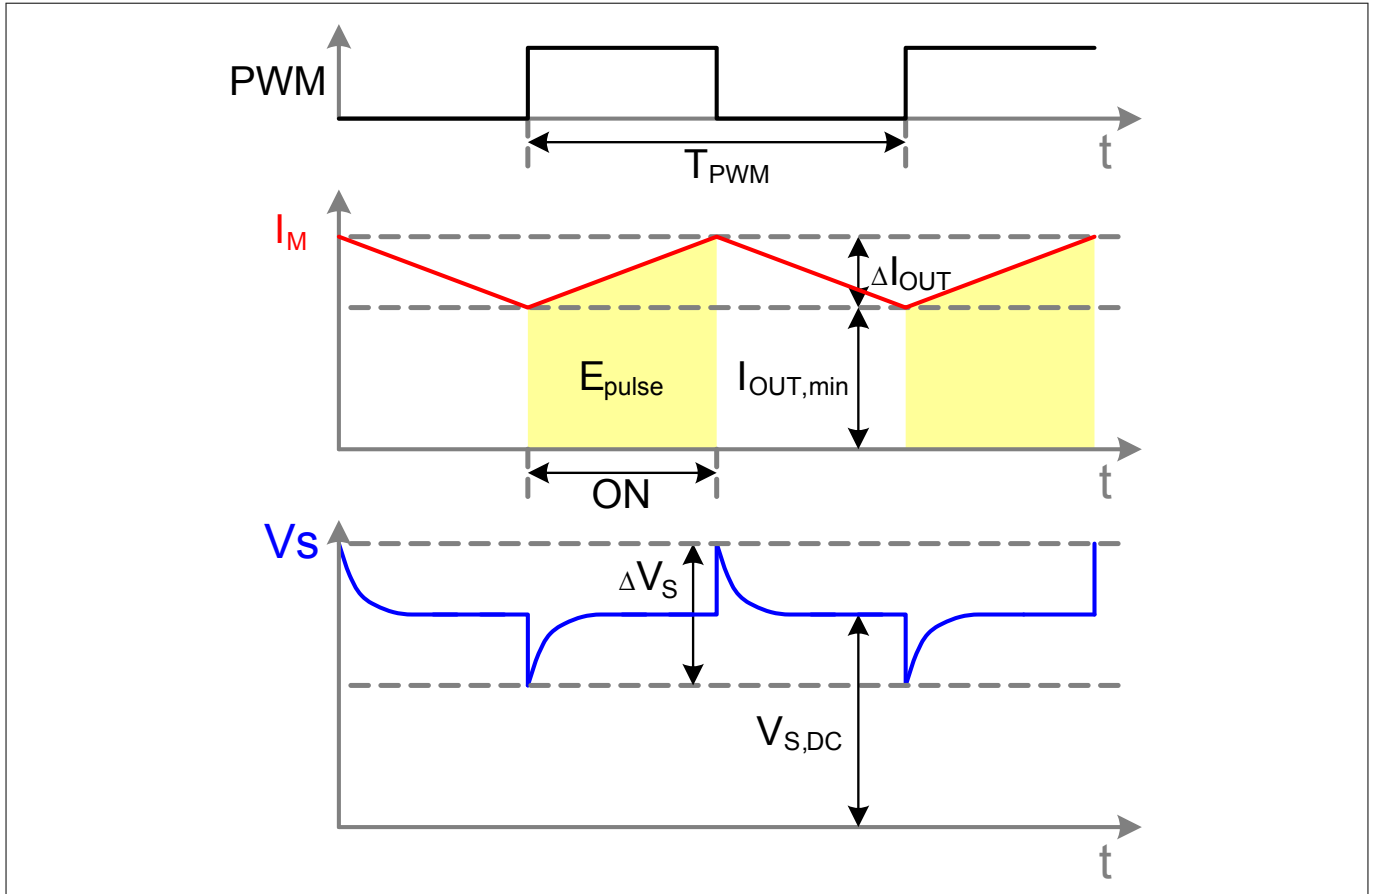 PWM
t
TPWM
IM
ΔIOUT
Epulse
IOUT,min
t
ON
Vs
ΔVS
VS,DC
t